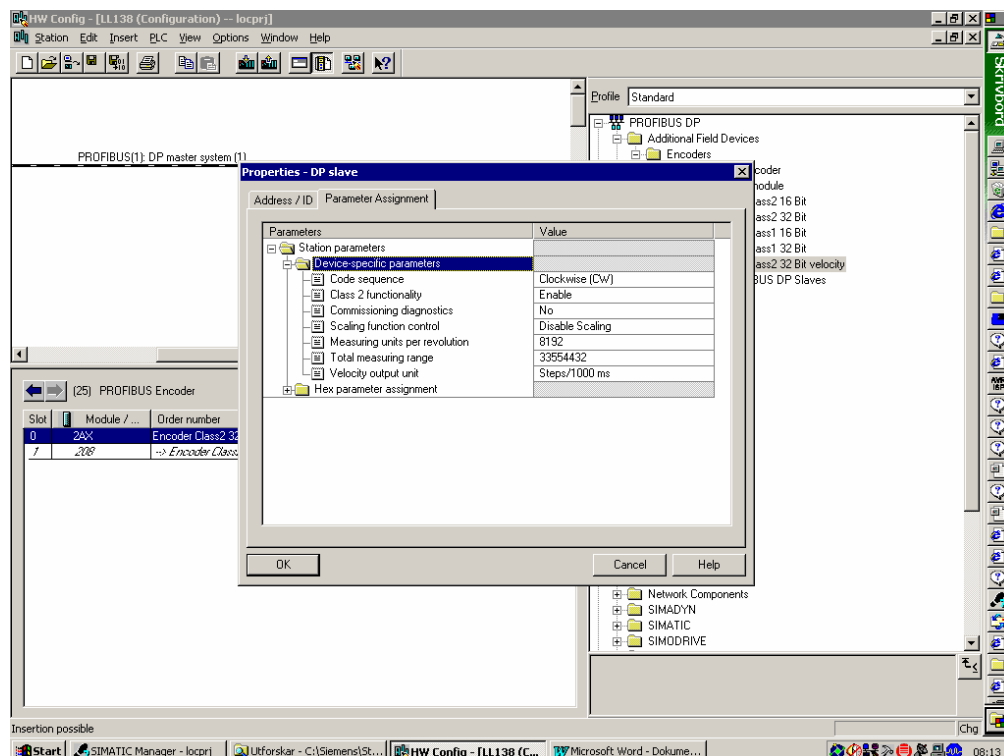 HW Config - [LL138 (Configuration) -- locprj]
Station Edit Insert PLC View Options Window Help
Profile Standard
PROFIBUS DP
Additional Field Devices
Encoders
PROFIBUS(1): DP master system (1)
Properties - DP slave
Address / ID Parameter Assignment
Parameters Value
Station parameters
Device-specific parameters
Code sequence Clockwise (CW)
Class 2 functionality Enable
Commissioning diagnostics No
Scaling function control Disable Scaling
Measuring units per revolution 8192
Total measuring range 33554432
Velocity output unit Steps/1000 ms
Hex parameter assignment
OK Cancel Help
coder
nodule
ass2 16 Bit
ass2 32 Bit
ass1 16 Bit
ass1 32 Bit
ass2 32 Bit velocity
BUS DP Slaves
Network Components
SIMADYN
SIMATIC
SIMODRIVE
(25) PROFIBUS Encoder
Slot Module / ... Order number
0 2AX Encoder Class2 32
1 208 --> Encoder Class
Insertion possible
Chg
Skrivbord
Start SIMATIC Manager - locprj Utforskar - C:\Siemens\St... HW Config - [LL138 (C... Microsoft Word - Dokume... 08:13